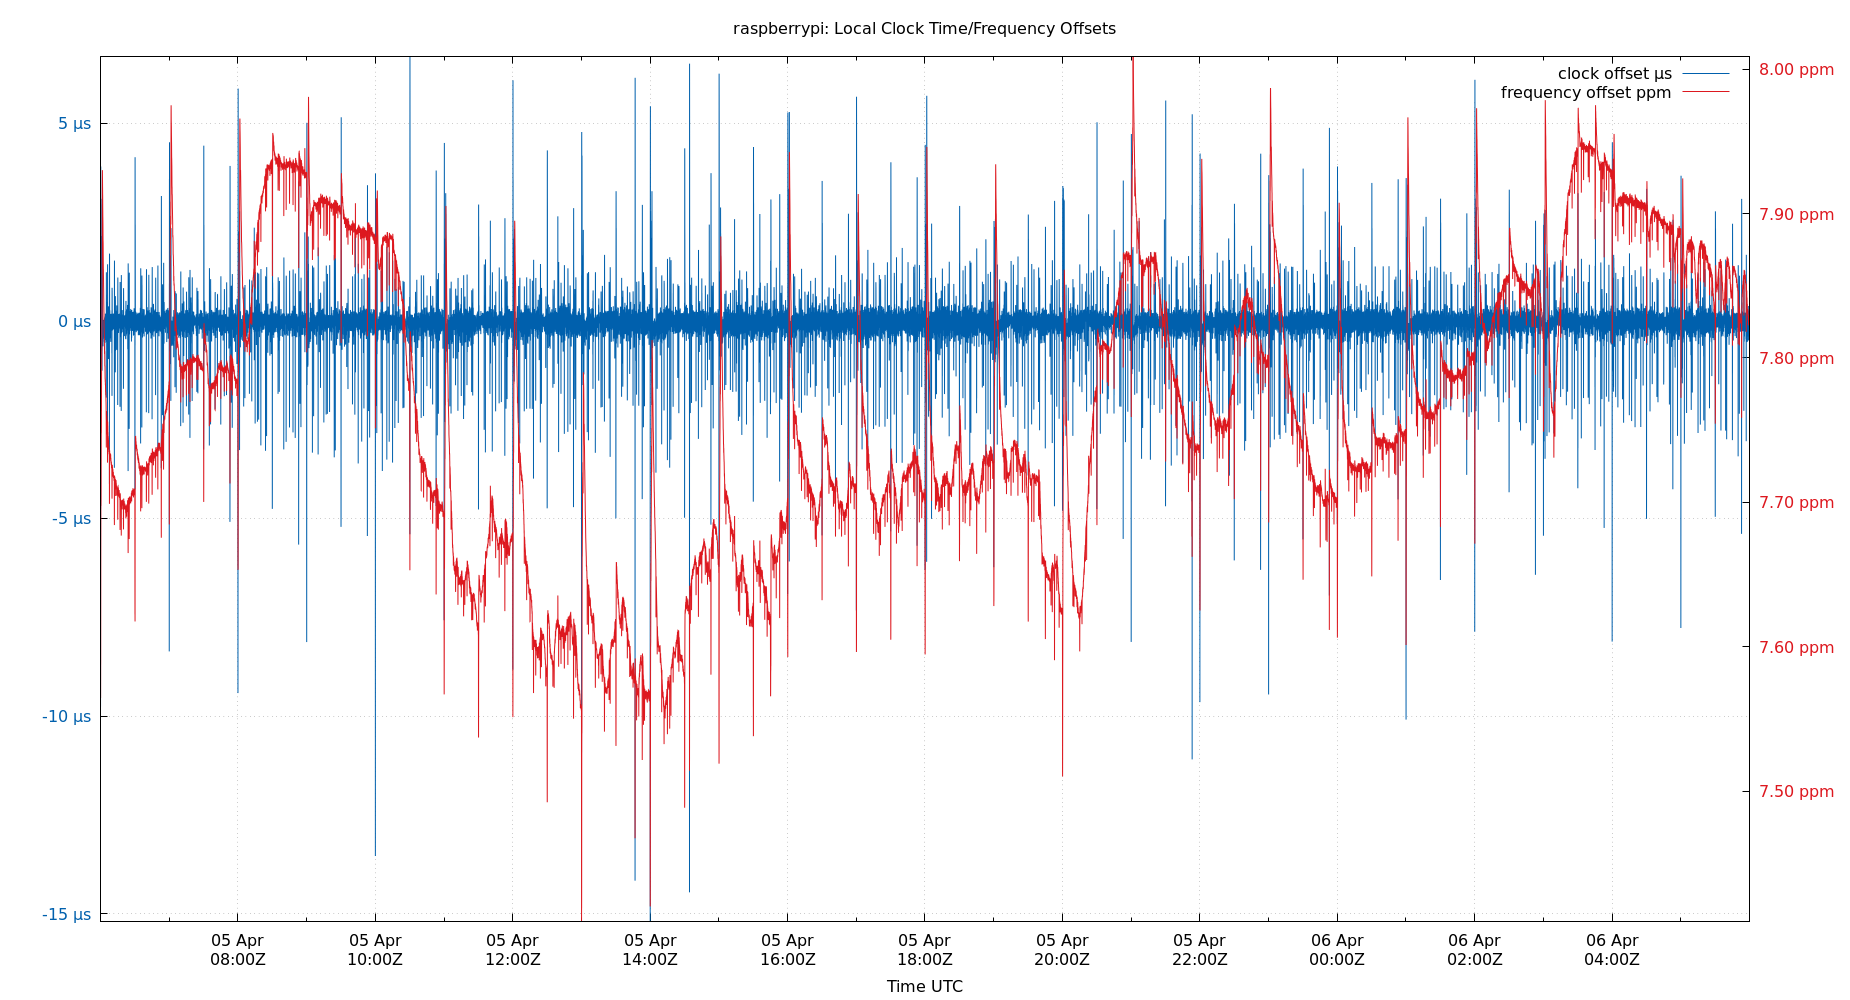 raspberrypi: Local Clock Time/Frequency Offsets
clock offset µs
frequency offset ppm
5 µs
0 µs
-5 µs
-10 µs
-15 µs
8.00 ppm
7.90 ppm
7.80 ppm
7.70 ppm
7.60 ppm
7.50 ppm
05 Apr 05 Apr 05 Apr 05 Apr 05 Apr 05 Apr 05 Apr 05 Apr 06 Apr 06 Apr 06 Apr
08:00Z 10:00Z 12:00Z 14:00Z 16:00Z 18:00Z 20:00Z 22:00Z 00:00Z 02:00Z 04:00Z
Time UTC